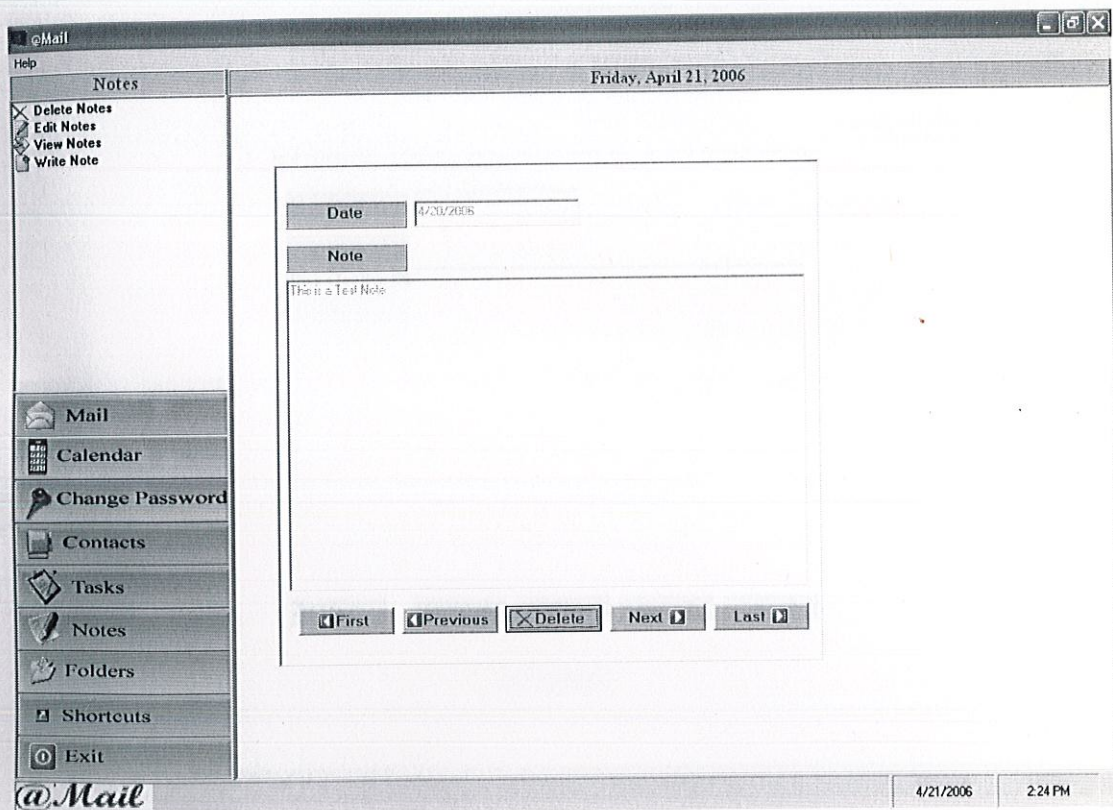 @Mail
Help
Notes
Friday, April 21, 2006
Delete Notes
Edit Notes
View Notes
Write Note
Date
4/20/2006
Note
This is a Test Note
Mail
Calendar
Change Password
Contacts
Tasks
Notes
Folders
Shortcuts
Exit
First
Previous
Delete
Next
Last
@Mail
4/21/2006
2:24 PM